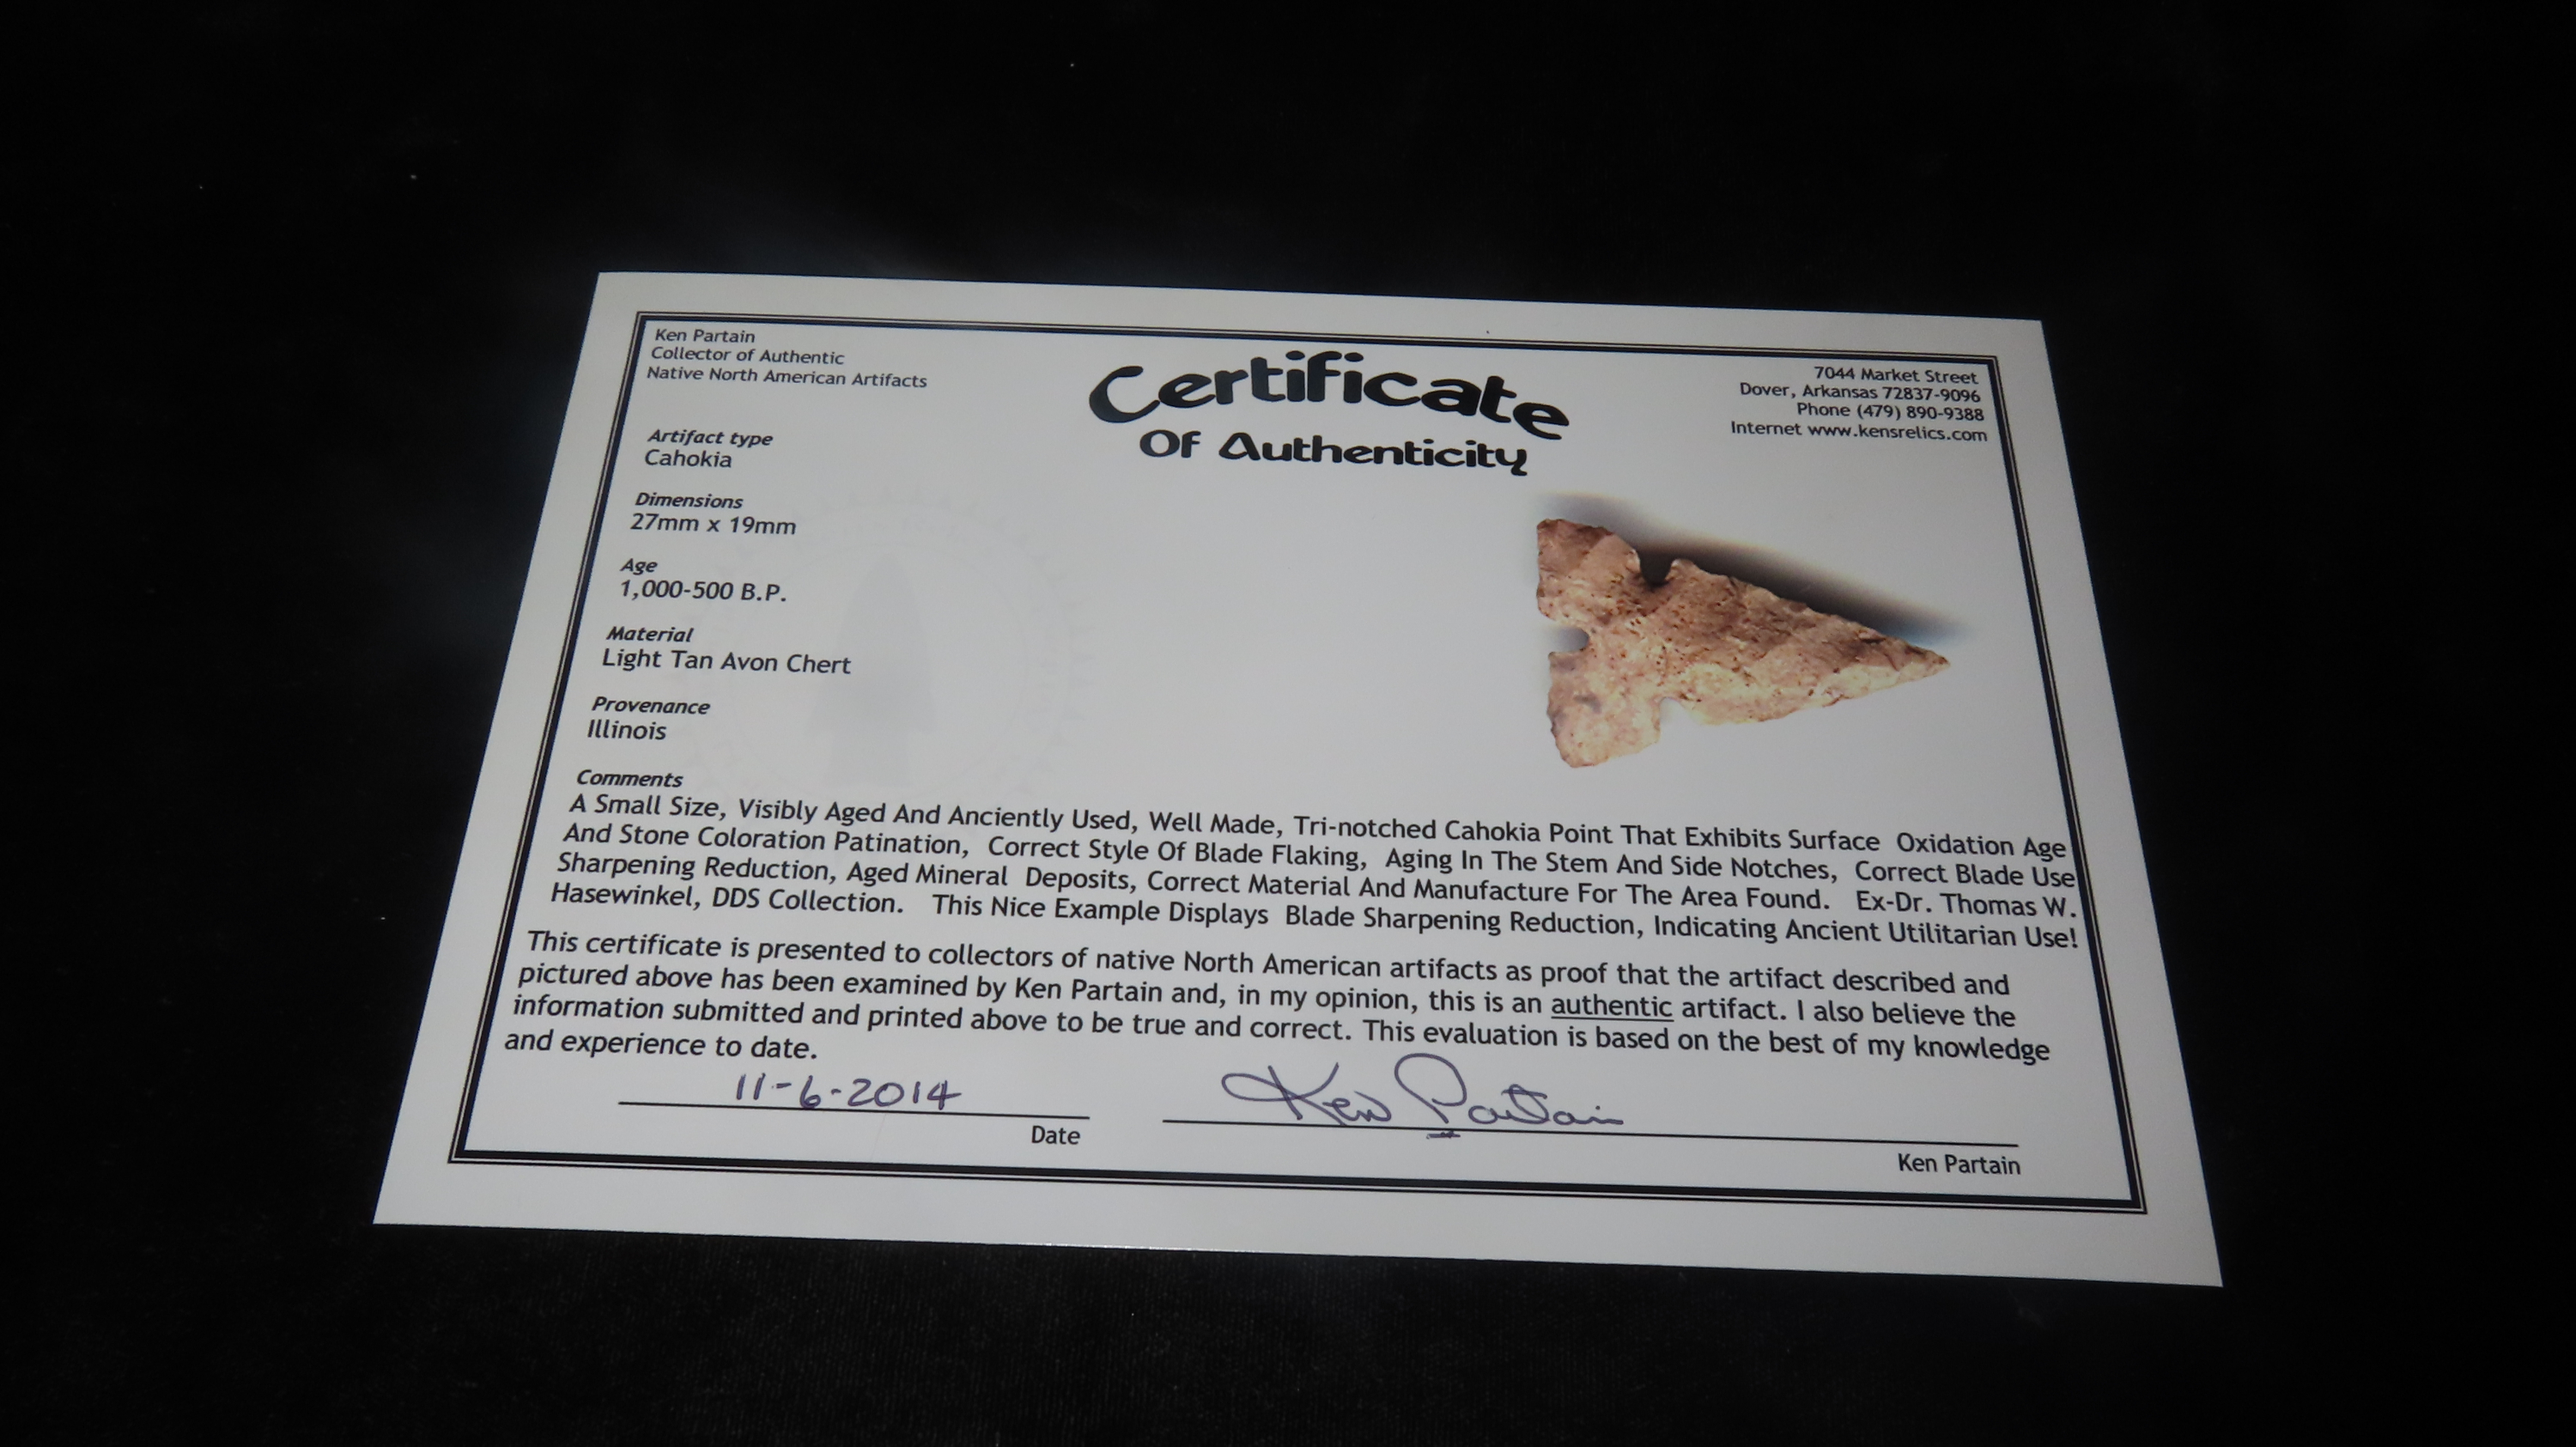 Ken Partain
Collector of Authentic
Native North American Artifacts
Certificate
Of Authenticity
7044 Market Street
Dover, Arkansas 72837-9096
Phone (479) 890-9388
Internet www.kensrelics.com
Artifact type
Cahokia
Dimensions
27mm x 19mm
Age
1,000-500 B.P.
Material
Light Tan Avon Chert
Provenance
Illinois
Comments
A Small Size, Visibly Aged And Anciently Used, Well Made, Tri-notched Cahokia Point That Exhibits Surface Oxidation Age
And Stone Coloration Patination, Correct Style Of Blade Flaking, Aging In The Stem And Side Notches, Correct Blade Use
Sharpening Reduction, Aged Mineral Deposits, Correct Material And Manufacture For The Area Found. Ex-Dr. Thomas W.
Hasewinkel, DDS Collection. This Nice Example Displays Blade Sharpening Reduction, Indicating Ancient Utilitarian Use!
This certificate is presented to collectors of native North American artifacts as proof that the artifact described and
pictured above has been examined by Ken Partain and, in my opinion, this is an authentic artifact. I also believe the
information submitted and printed above to be true and correct. This evaluation is based on the best of my knowledge
and experience to date.
11-6-2014
Ken Partain
Date
Ken Partain